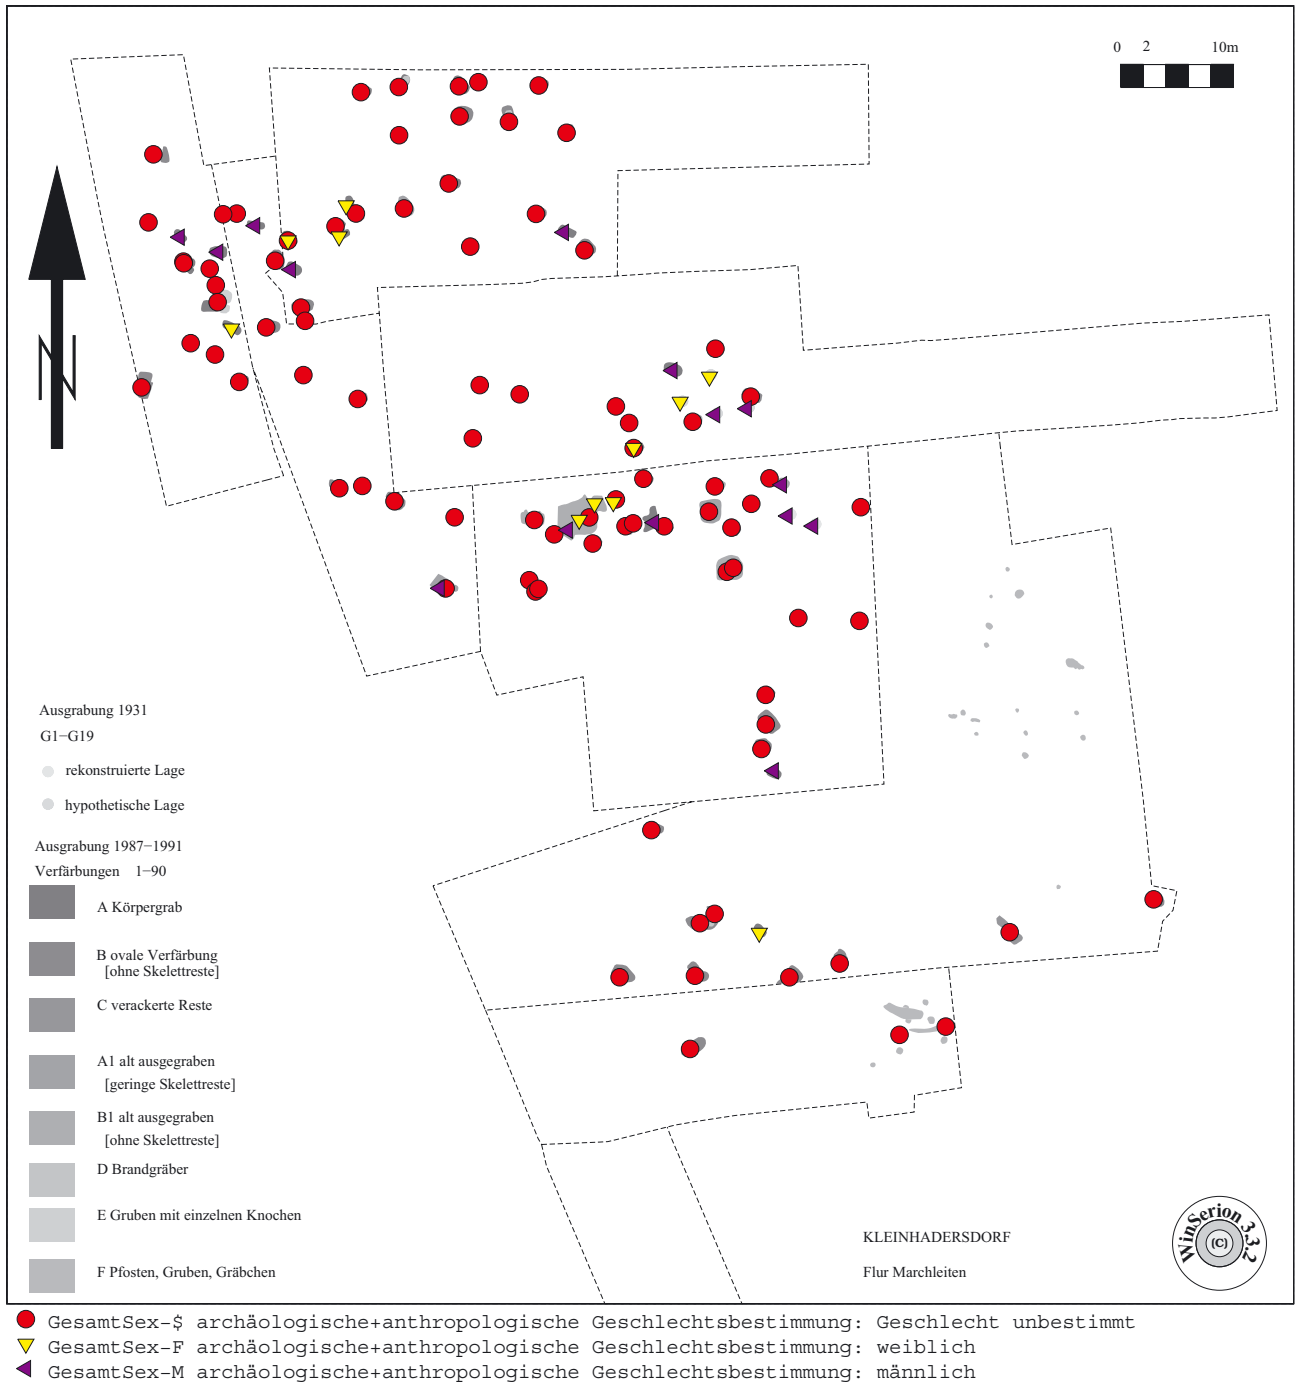 0 2 10m
N
Ausgrabung 1931
G1−G19
rekonstruierte Lage
hypothetische Lage
Ausgrabung 1987−1991
Verfärbungen 1−90
A Körpergrab
B ovale Verfärbung
[ohne Skelettreste]
C verackerte Reste
A1 alt ausgegraben
[geringe Skelettreste]
B1 alt ausgegraben
[ohne Skelettreste]
D Brandgräber
E Gruben mit einzelnen Knochen
F Pfosten, Gruben, Gräbchen
KLEINHADERSDORF
Flur Marchleiten
WinSerion 3.3.2
(C)
GesamtSex-$ archäologische+anthropologische Geschlechtsbestimmung: Geschlecht unbestimmt
GesamtSex-F archäologische+anthropologische Geschlechtsbestimmung: weiblich
GesamtSex-M archäologische+anthropologische Geschlechtsbestimmung: männlich